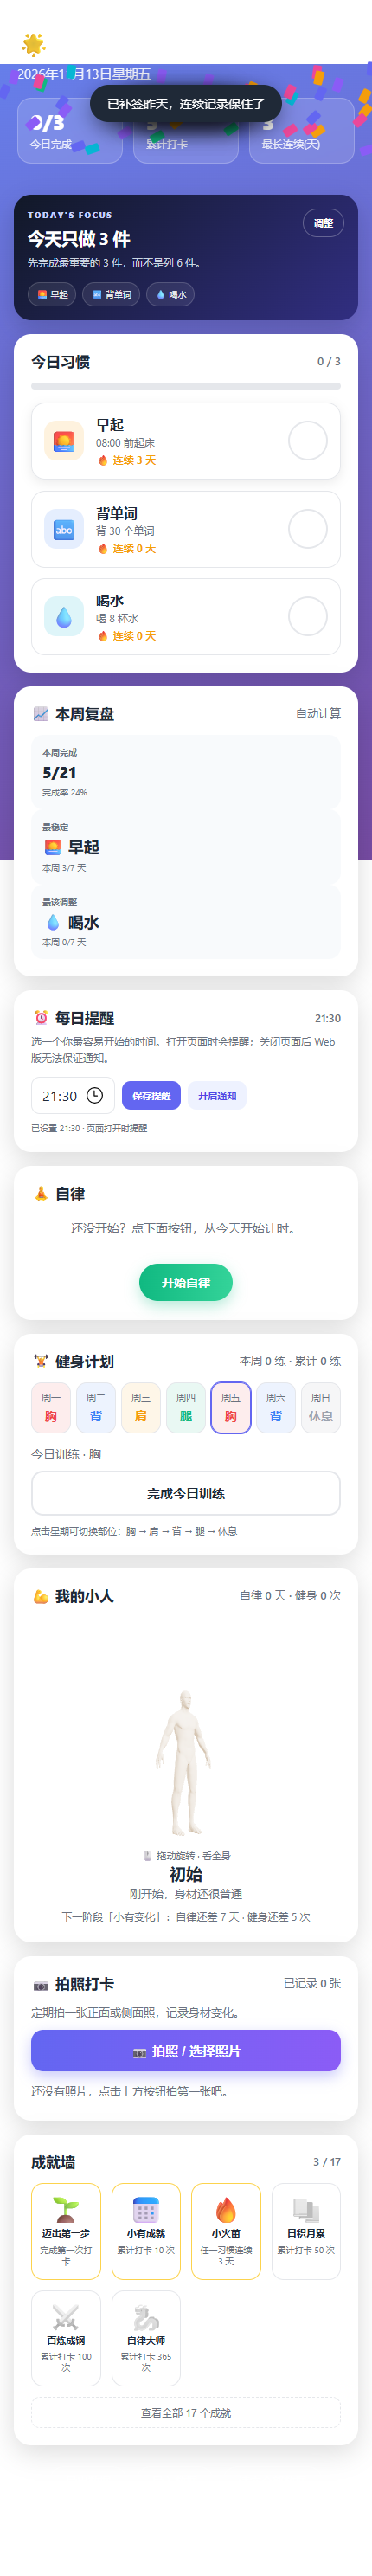 已补签昨天，连续记录保住了
今日完成
累计打卡
3
最长连续(天)
TODAY'S FOCUS
今天只做 3 件
调整
先完成最重要的 3 件，而不是列 6 件。
早起
背单词
喝水
今日习惯
0 / 3
早起
08:00 前起床
连续 3 天
abc
背单词
背 30 个单词
连续 0 天
喝水
喝 8 杯水
连续 0 天
本周复盘
自动计算
本周完成
5/21
完成率 24%
最稳定
早起
本周 3/7 天
最该调整
喝水
本周 0/7 天
每日提醒
21:30
选一个你最容易开始的时间。打开页面时会提醒；关闭页面后 Web
版无法保证通知。
21:30
保存提醒
开启通知
已设置 21:30 · 页面打开时提醒
自律
还没开始？点下面按钮，从今天开始计时。
开始自律
健身计划
本周 0 练 · 累计 0 练
周一 周二 周三 周四 周五 周六 周日
胸 背 肩 腿 胸 背 休息
今日训练 · 胸
完成今日训练
点击星期可切换部位：胸 → 肩 → 背 → 腿 → 休息
我的小人
自律 0 天 · 健身 0 次
拖动旋转 · 看全身
初始
刚开始，身材还很普通
下一阶段「小有变化」：自律还差 7 天 · 健身还差 5 次
拍照打卡
已记录 0 张
定期拍一张正面或侧面照，记录身材变化。
拍照 / 选择照片
还没有照片，点击上方按钮拍第一张吧。
成就墙
3 / 17
迈出第一步
完成第一次打
卡
小有成就
累计打卡 10 次
小火苗
任一习惯连续
3 天
日积月累
累计打卡 50 次
百炼成钢
累计打卡 100
次
自律大师
累计打卡 365
次
查看全部 17 个成就